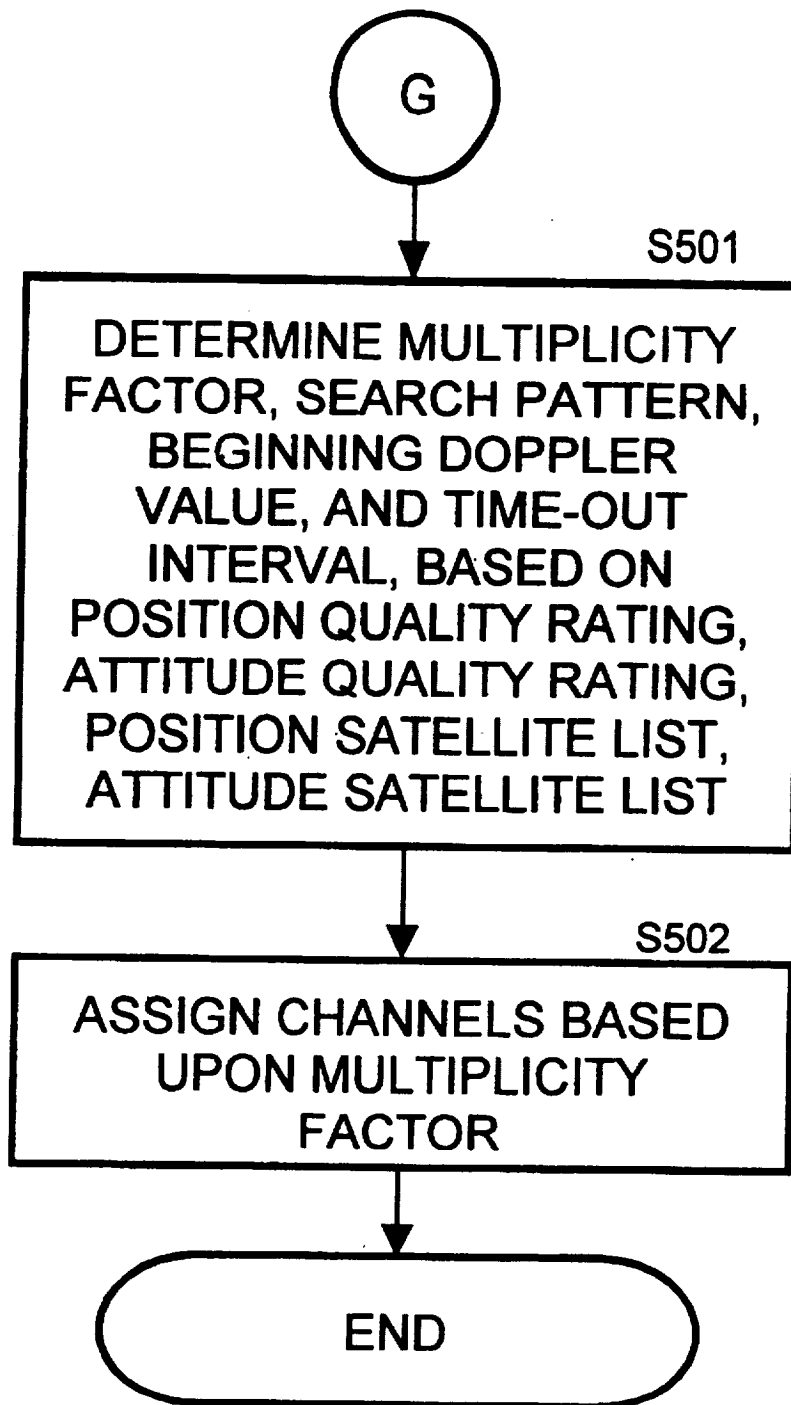 G
S501
DETERMINE MULTIPLICITY
FACTOR, SEARCH PATTERN,
BEGINNING DOPPLER
VALUE, AND TIME-OUT
INTERVAL, BASED ON
POSITION QUALITY RATING,
ATTITUDE QUALITY RATING,
POSITION SATELLITE LIST,
ATTITUDE SATELLITE LIST
S502
ASSIGN CHANNELS BASED
UPON MULTIPLICITY
FACTOR
END